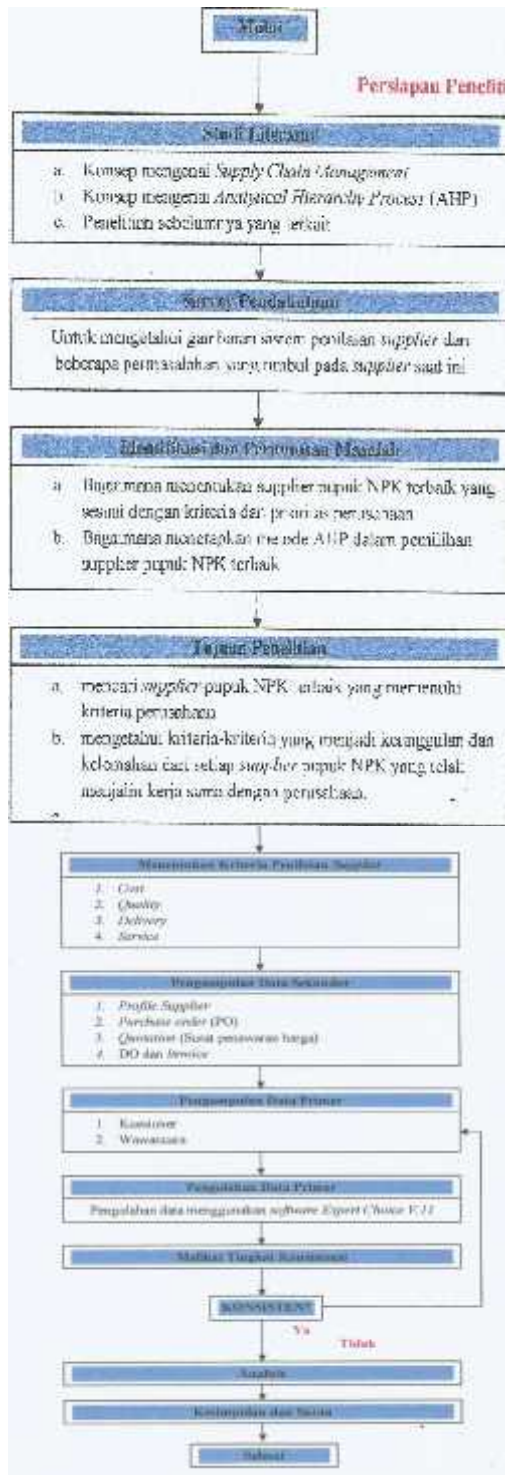 Mulai
Persiapan Peneliti
Studi Literatur
a. Konsep mengenai Supply Chain Management
b. Konsep mengenai Analytical Hierarchy Process (AHP)
c. Penelitian sebelumnya yang terkait
Survey Pendahuluan
Untuk mengetahui gambaran sistem penilaian supplier dan
beberapa permasalahan yang timbul pada supplier saat ini
Identifikasi dan Perumusan Masalah
a. Bagaimana menentukan supplier pupuk NPK terbaik yang
sesuai dengan kriteria dan prioritas perusahaan
b. Bagaimana menetapkan metode AHP dalam pemilihan
supplier pupuk NPK terbaik
Tujuan Penelitian
a. mencari supplier pupuk NPK terbaik yang memenuhi
kriteria perusahaan
b. mengetahui kriteria-kriteria yang menjadi keunggulan dan
kelemahan dari setiap supplier pupuk NPK yang telah
menjalin kerja sama dengan perusahaan.
Menentukan Kriteria Penilaian Supplier
1. Cost
2. Quality
3. Delivery
4. Service
Pengumpulan Data Sekunder
1. Profile Supplier
2. Purchase order (PO)
3. Quotation (Surat penawaran harga)
4. DO dan Invoice
Pengumpulan Data Primer
1. Kuesioner
2. Wawancara
Pengolahan Data Primer
Pengolahan data menggunakan software Expert Choice V.11
Melihat Tingkat Konsistensi
KONSISTENT
Ya
Tidak
Analisis
Kesimpulan dan Saran
Selesai